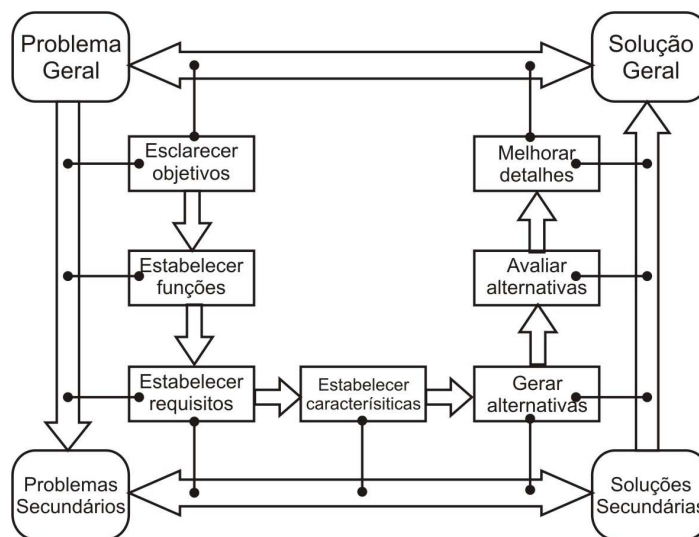 Problema
Geral
Solução
Geral
Esclarecer
objetivos
Melhorar
detalhes
Estabelecer
funções
Avaliar
alternativas
Estabelecer
requisitos
Estabelecer
caracterísiticas
Gerar
alternativas
Problemas
Secundários
Soluções
Secundárias